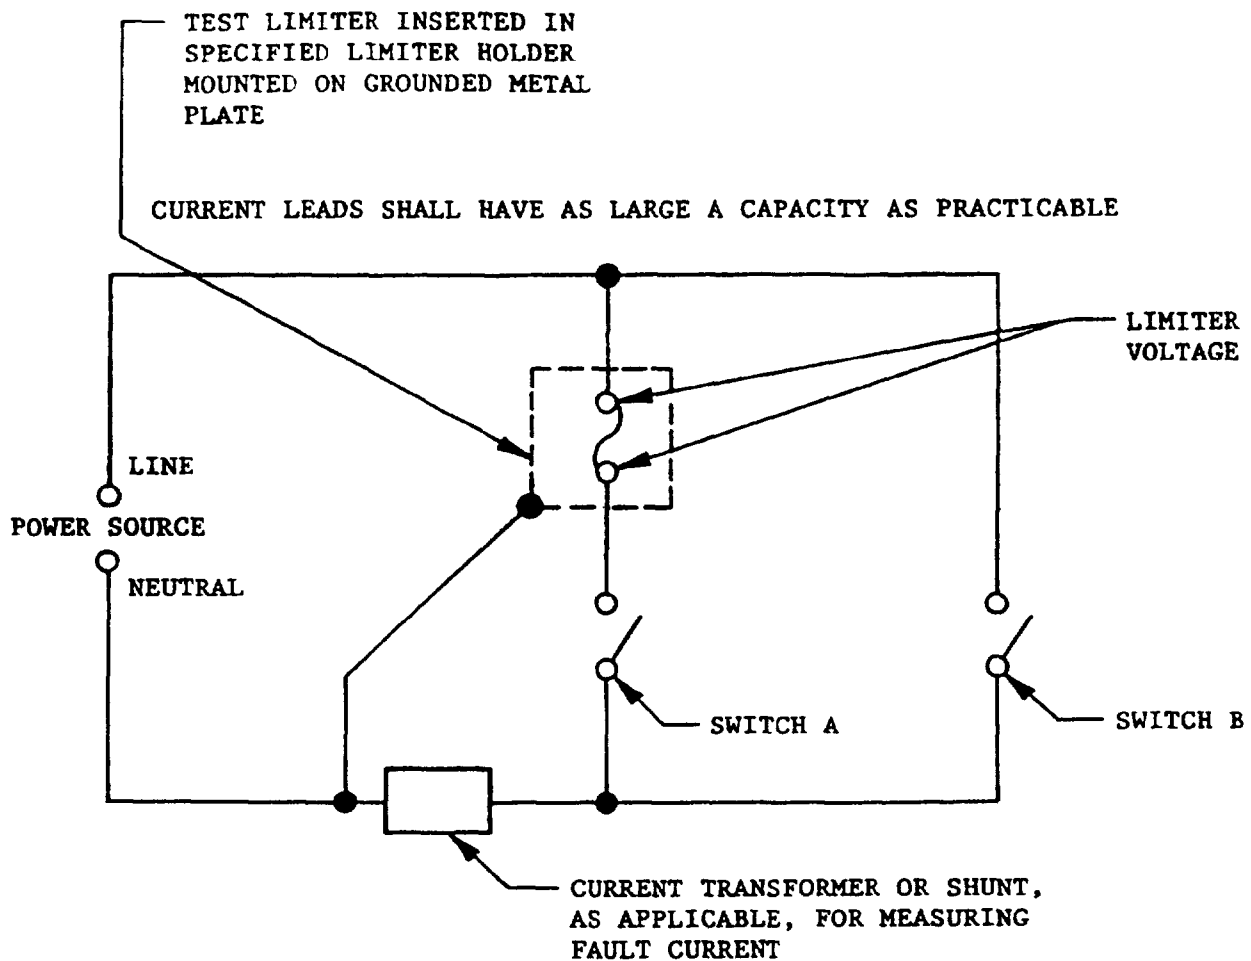 TEST LIMITER INSERTED IN
SPECIFIED LIMITER HOLDER
MOUNTED ON GROUNDED METAL
PLATE
CURRENT LEADS SHALL HAVE AS LARGE A CAPACITY AS PRACTICABLE
LIMITER
VOLTAGE
LINE
POWER SOURCE
NEUTRAL
SWITCH A
SWITCH B
CURRENT TRANSFORMER OR SHUNT,
AS APPLICABLE, FOR MEASURING
FAULT CURRENT